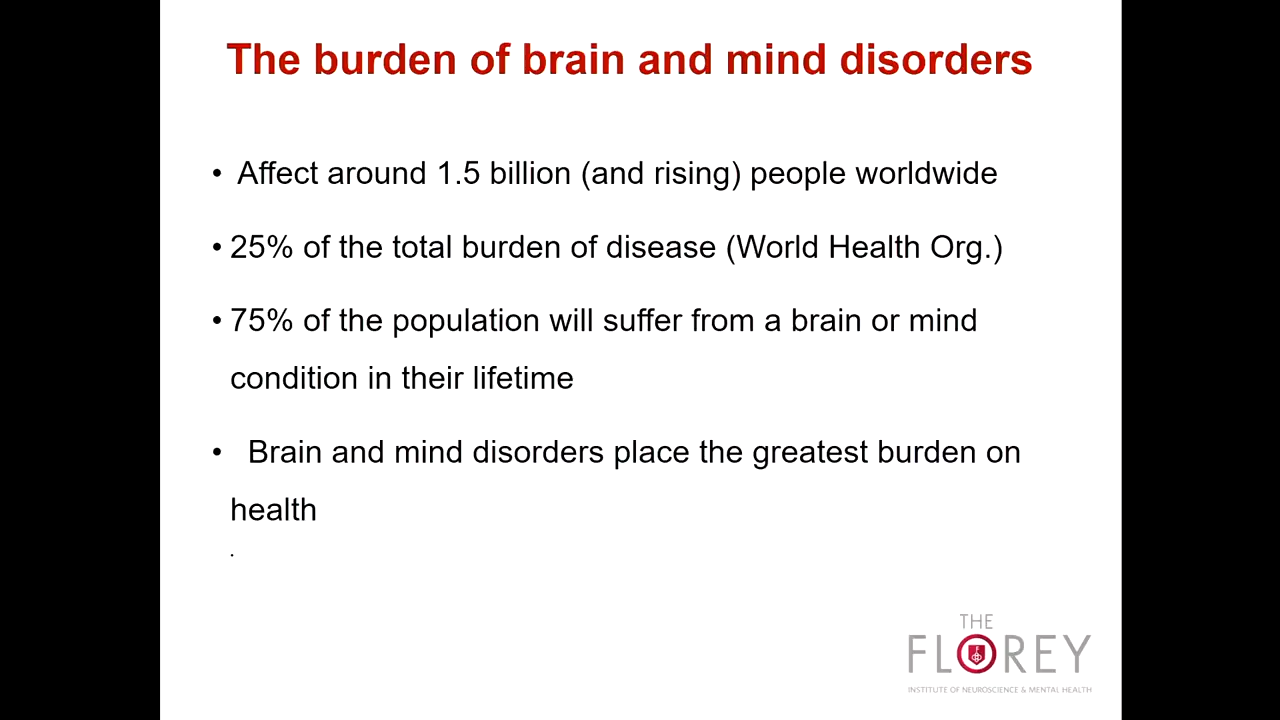 The burden of brain and mind disorders
• Affect around 1.5 billion (and rising) people worldwide
• 25% of the total burden of disease (World Health Org.)
• 75% of the population will suffer from a brain or mind
condition in their lifetime
• Brain and mind disorders place the greatest burden on
health
.
THE
FLOREY
INSTITUTE OF NEUROSCIENCE & MENTAL HEALTH